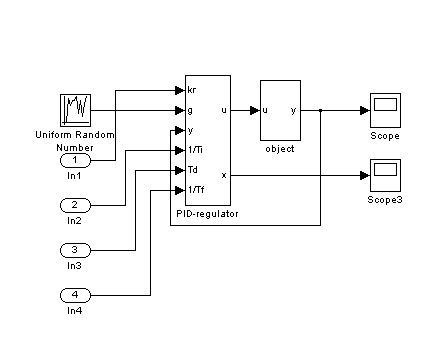 kr
g
y
1/Ti
Td
1/Tf
u
x
PID-regulator
u
y
object
Scope
Scope3
Uniform Random
Number
1
In1
2
In2
3
In3
4
In4